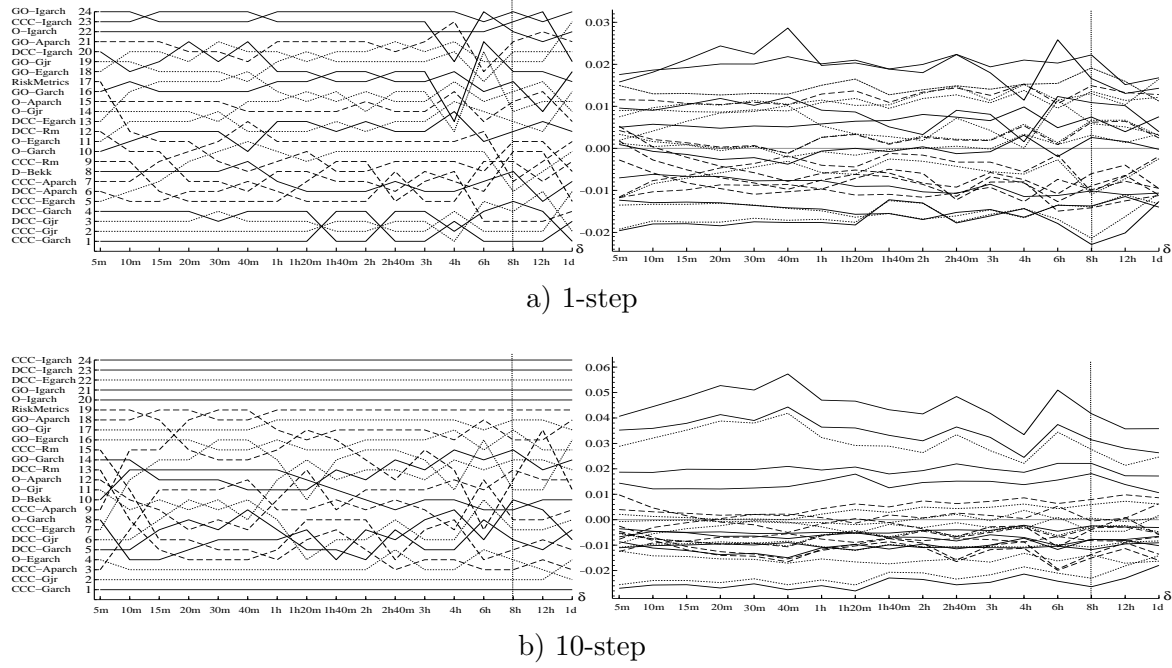 GO−Igarch 24
CCC−Igarch 23
O−Igarch 22
GO−Aparch 21
DCC−Igarch 20
GO−Gjr 19
GO−Egarch 18
RiskMetrics 17
GO−Garch 16
O−Aparch 15
O−Gjr 14
DCC−Egarch 13
DCC−Rm 12
O−Egarch 11
O−Garch 10
CCC−Rm 9
D−Bekk 8
CCC−Aparch 7
DCC−Aparch 6
CCC−Egarch 5
DCC−Garch 4
DCC−Gjr 3
CCC−Gjr 2
CCC−Garch 1
δ
5m 10m 15m 20m 30m 40m 1h 1h20m 1h40m 2h 2h40m 3h 4h 6h 8h 12h 1d
0.03
0.02
0.01
0.00
-0.01
-0.02
δ
5m 10m 15m 20m 30m 40m 1h 1h20m 1h40m 2h 2h40m 3h 4h 6h 8h 12h 1d
a) 1-step
CCC−Igarch 24
DCC−Igarch 23
DCC−Egarch 22
GO−Igarch 21
O−Igarch 20
RiskMetrics 19
GO−Aparch 18
GO−Gjr 17
GO−Egarch 16
CCC−Rm 15
GO−Garch 14
DCC−Rm 13
O−Aparch 12
O−Gjr 11
D−Bekk 10
CCC−Aparch 9
O−Garch 8
CCC−Egarch 7
DCC−Gjr 6
DCC−Garch 5
O−Egarch 4
DCC−Aparch 3
CCC−Gjr 2
CCC−Garch 1
δ
5m 10m 15m 20m 30m 40m 1h 1h20m 1h40m 2h 2h40m 3h 4h 6h 8h 12h 1d
0.06
0.05
0.04
0.03
0.02
0.01
0.00
-0.01
-0.02
δ
5m 10m 15m 20m 30m 40m 1h 1h20m 1h40m 2h 2h40m 3h 4h 6h 8h 12h 1d
b) 10-step